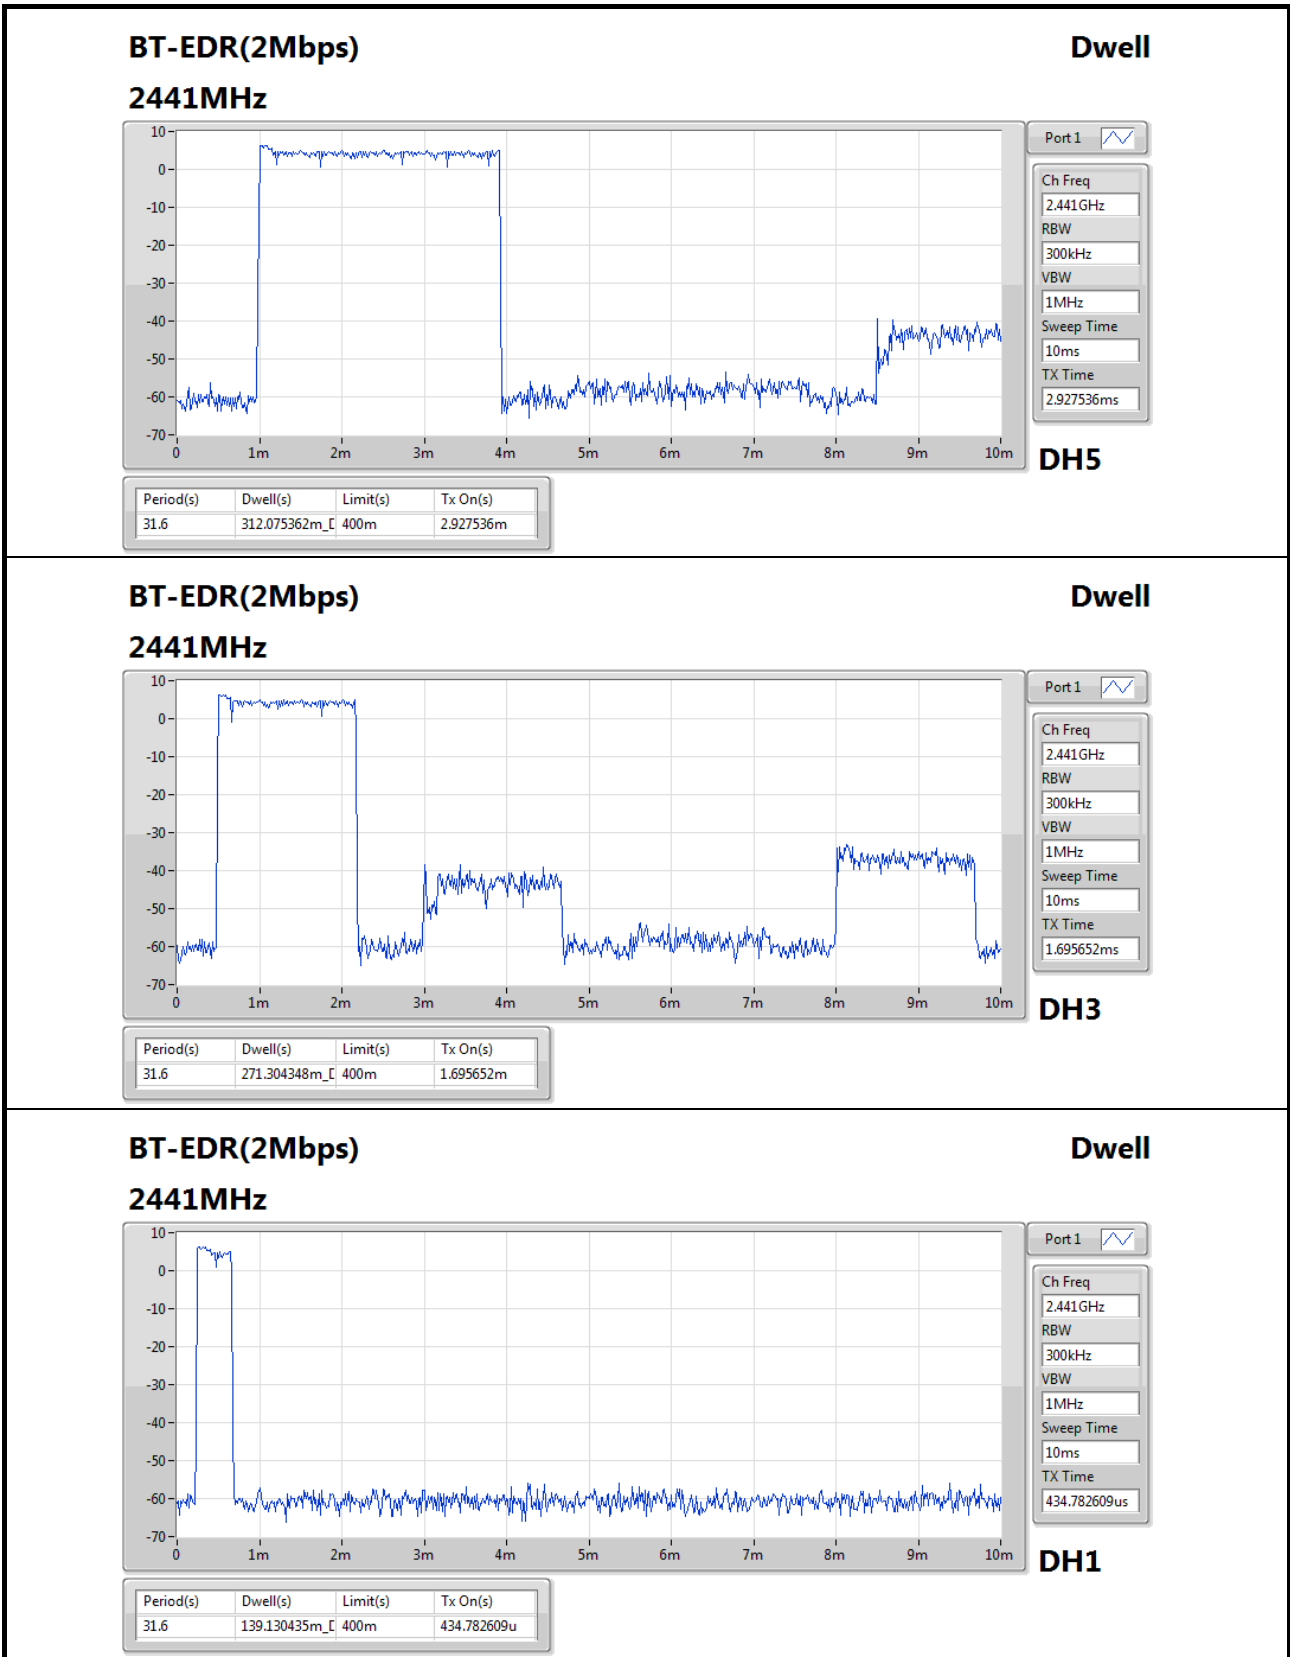 BT-EDR(2Mbps) Dwell
2441MHz
10
0
-10
-20
-30
-40
-50
-60
-70
0 1m 2m 3m 4m 5m 6m 7m 8m 9m 10m
Port 1
Ch Freq
2.441GHz
RBW
300kHz
VBW
1MHz
Sweep Time
10ms
TX Time
2.927536ms
DH5
Period(s) Dwell(s) Limit(s) Tx On(s)
31.6 312.075362m_D 400m 2.927536m
BT-EDR(2Mbps) Dwell
2441MHz
10
0
-10
-20
-30
-40
-50
-60
-70
0 1m 2m 3m 4m 5m 6m 7m 8m 9m 10m
Port 1
Ch Freq
2.441GHz
RBW
300kHz
VBW
1MHz
Sweep Time
10ms
TX Time
1.695652ms
DH3
Period(s) Dwell(s) Limit(s) Tx On(s)
31.6 271.304348m_D 400m 1.695652m
BT-EDR(2Mbps) Dwell
2441MHz
10
0
-10
-20
-30
-40
-50
-60
-70
0 1m 2m 3m 4m 5m 6m 7m 8m 9m 10m
Port 1
Ch Freq
2.441GHz
RBW
300kHz
VBW
1MHz
Sweep Time
10ms
TX Time
434.782609us
DH1
Period(s) Dwell(s) Limit(s) Tx On(s)
31.6 139.130435m_D 400m 434.782609u